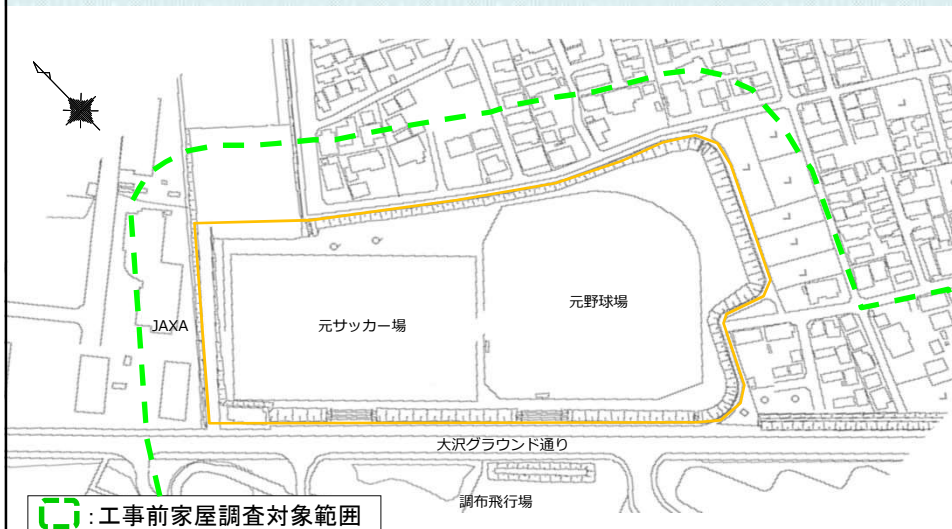 JAXA
元サッカー場
元野球場
大沢グラウンド通り
調布飛行場
：工事前家屋調査対象範囲